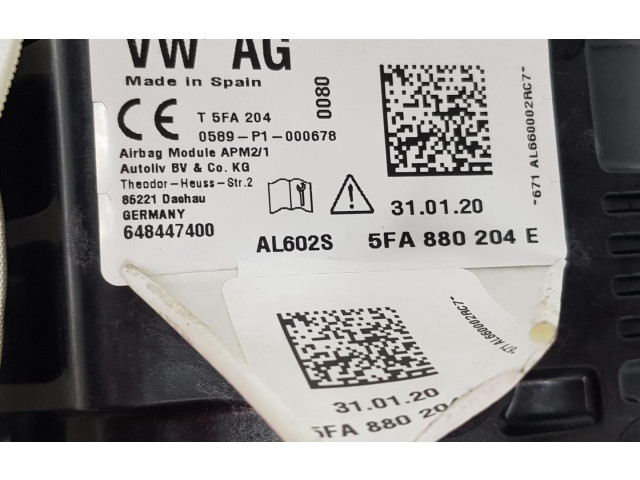 VW AG
Made in Spain
T 5FA 204
0080
0589-P1-000678
Airbag Module APM2/1
Autoliv BV & Co. KG
Theodor-Heuss-Str.2
85221 Dachau
GERMANY
648447400
AL602S
31.01.20
5FA 880 204 E
-671 AL660002RC7-
31.01.20
5FA 880 204
-671 AL660002RC7-